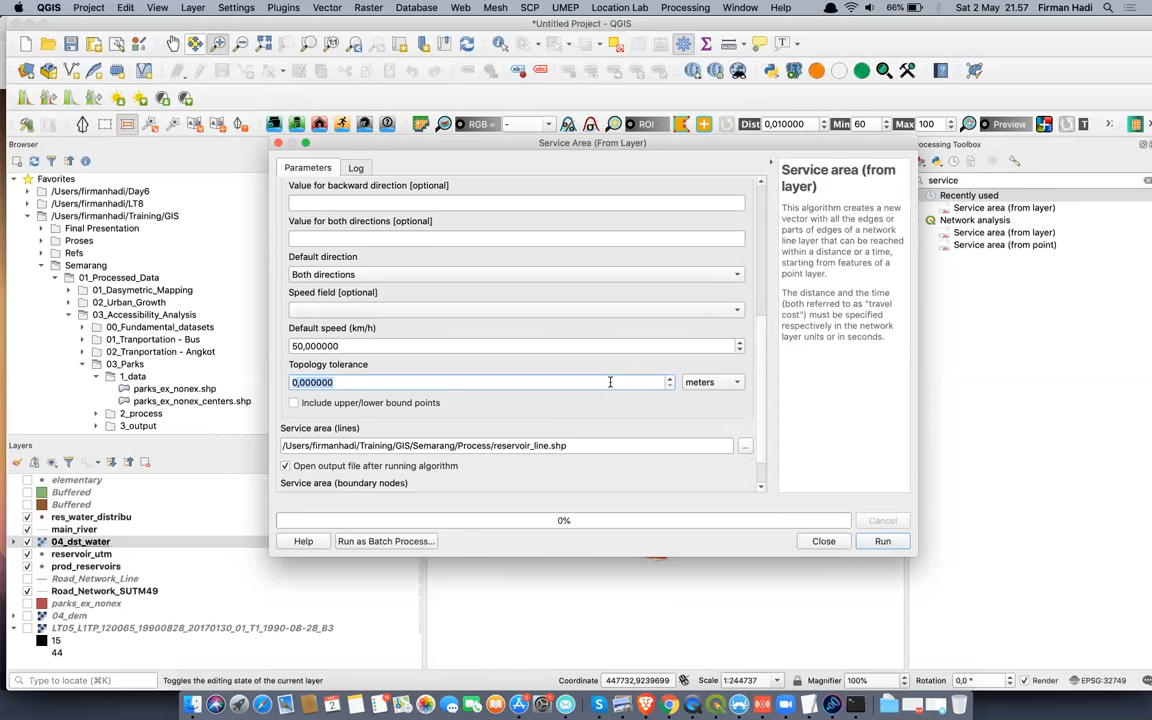 QGIS Project Edit View Layer Settings Plugins Vector Raster Database Web Mesh SCP UMEP Location Lab Processing Window Help 66% Sat 2 May 21.57 Firman Hadi
*Untitled Project - QGIS
RGB = - ROI Dist 0,010000 Min 60 Max 100 Preview
Browser
Favorites
/Users/firmanhadi/Day6
/Users/firmanhadi/LT8
/Users/firmanhadi/Training/GIS
Final Presentation
Proses
Refs
Semarang
01_Processed_Data
01_Dasymetric_Mapping
02_Urban_Growth
03_Accessibility_Analysis
00_Fundamental_datasets
01_Tranportation - Bus
02_Tranportation - Angkot
03_Parks
1_data
parks_ex_nonex.shp
parks_ex_nonex_centers.shp
2_process
3_output
Layers
elementary
Buffered
Buffered
res_water_distribu
main_river
04_dst_water
reservoir_utm
prod_reservoirs
Road_Network_Line
Road_Network_SUTM49
parks_ex_nonex
04_dem
LT05_L1TP_120065_19900828_20170130_01_T1_1990-08-28_B3
15
44
Service Area (From Layer)
Parameters Log
Value for backward direction [optional]
Value for both directions [optional]
Default direction
Both directions
Speed field [optional]
Default speed (km/h)
50,000000
Topology tolerance
0,000000 meters
Include upper/lower bound points
Service area (lines)
/Users/firmanhadi/Training/GIS/Semarang/Process/reservoir_line.shp ...
Open output file after running algorithm
Service area (boundary nodes)
0% Cancel
Help Run as Batch Process... Close Run
Service area (from
layer)
This algorithm creates a new
vector with all the edges or
parts of edges of a network
line layer that can be reached
within a distance or a time,
starting from features of a
point layer.
The distance and the time
(both referred to as "travel
cost") must be specified
respectively in the network
layer units or in seconds.
ocessing Toolbox
service
Recently used
Service area (from layer)
Network analysis
Service area (from layer)
Service area (from point)
Type to locate (⌘K) Toggles the editing state of the current layer Coordinate 447732,9239699 Scale 1:244737 Magnifier 100% Rotation 0,0 ° Render EPSG:32749